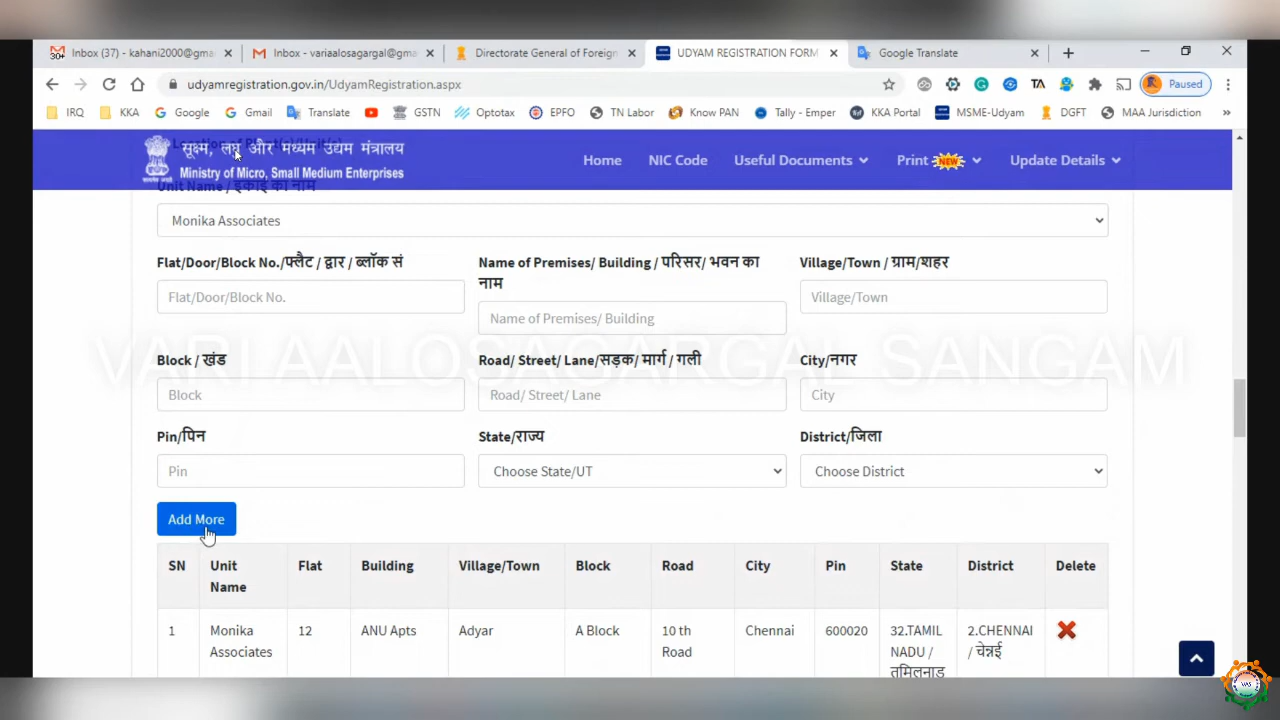 Inbox (37) - kahani2000@gma
Inbox - variaalosagargal@gma
Directorate General of Foreign
UDYAM REGISTRATION FORM
Google Translate
udyamregistration.gov.in/UdyamRegistration.aspx
Paused
IRQ
KKA
Google
Gmail
Translate
GSTN
Optotax
EPFO
TN Labor
Know PAN
Tally - Emper
KKA Portal
MSME-Udyam
DGFT
MAA Jurisdiction
सूक्ष्म, लघु और मध्यम उद्यम मंत्रालय
Ministry of Micro, Small Medium Enterprises
Home
NIC Code
Useful Documents
Print NEW
Update Details
Unit Name / इकाई का नाम
Monika Associates
Flat/Door/Block No./फ्लैट / द्वार / ब्लॉक सं
Name of Premises/ Building / परिसर/ भवन का
नाम
Village/Town / ग्राम/शहर
Flat/Door/Block No.
Name of Premises/ Building
Village/Town
VARI AALOSAGARGAL SANGAM
Block / खंड
Road/ Street/ Lane/सड़क/ मार्ग / गली
City/नगर
Block
Road/ Street/ Lane
City
Pin/पिन
State/राज्य
District/जिला
Pin
Choose State/UT
Choose District
Add More
SN
Unit
Name
Flat
Building
Village/Town
Block
Road
City
Pin
State
District
Delete
1
Monika
Associates
12
ANU Apts
Adyar
A Block
10 th
Road
Chennai
600020
32.TAMIL
NADU /
तमिलनाडु
2.CHENNAI
/ चेन्नई
VAS